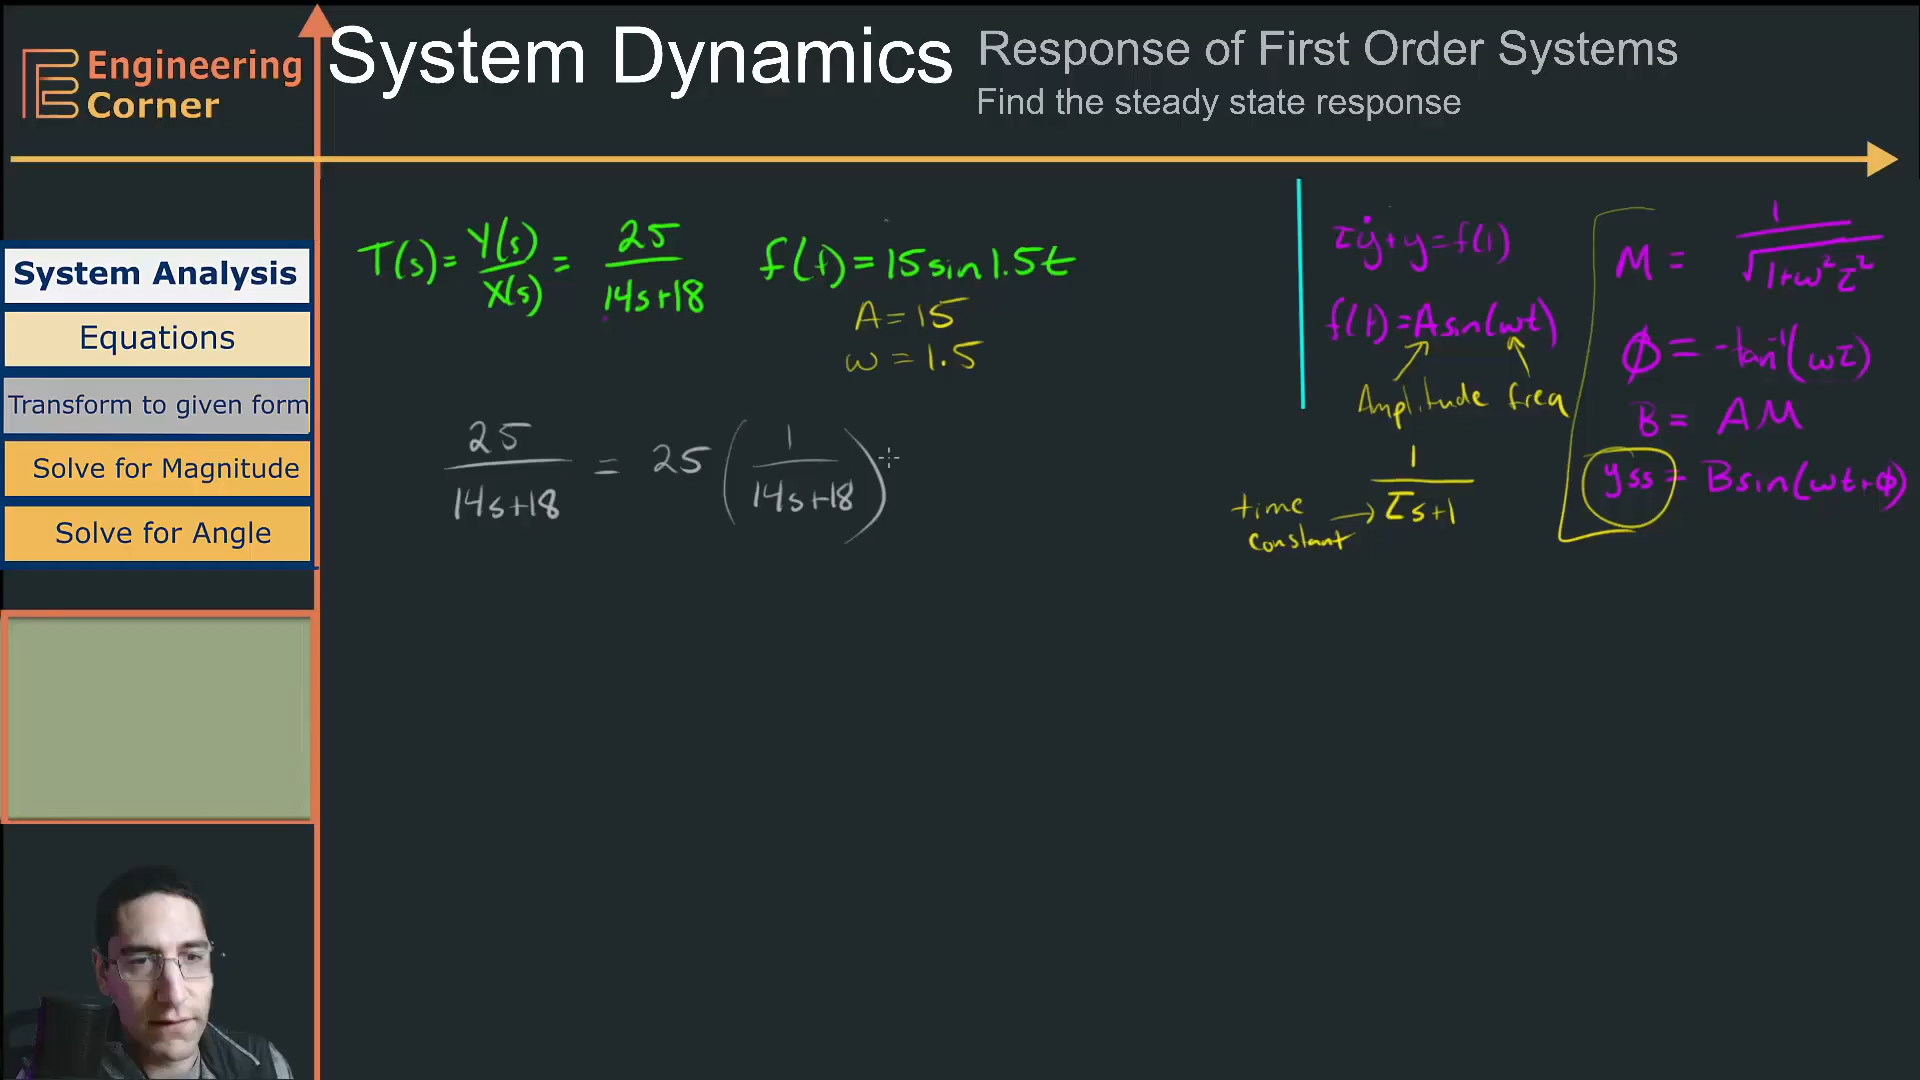 Engineering
Corner
System Dynamics
Response of First Order Systems
Find the steady state response
System Analysis
Equations
Transform to given form
Solve for Magnitude
Solve for Angle
T(s) = Y(s)/X(s) = 25/(14s+18)
f(t) = 15 sin 1.5t
A = 15
ω = 1.5
25/(14s+18) = 25 (1/(14s+18))
τẏ+y=f(t)
f(t)=A sin(ωt)
Amplitude freq
1/(τs+1)
time
constant
M = 1/√(1+ω²τ²)
ϕ = -tan⁻¹(ωτ)
B = AM
yss = B sin(ωt+ϕ)